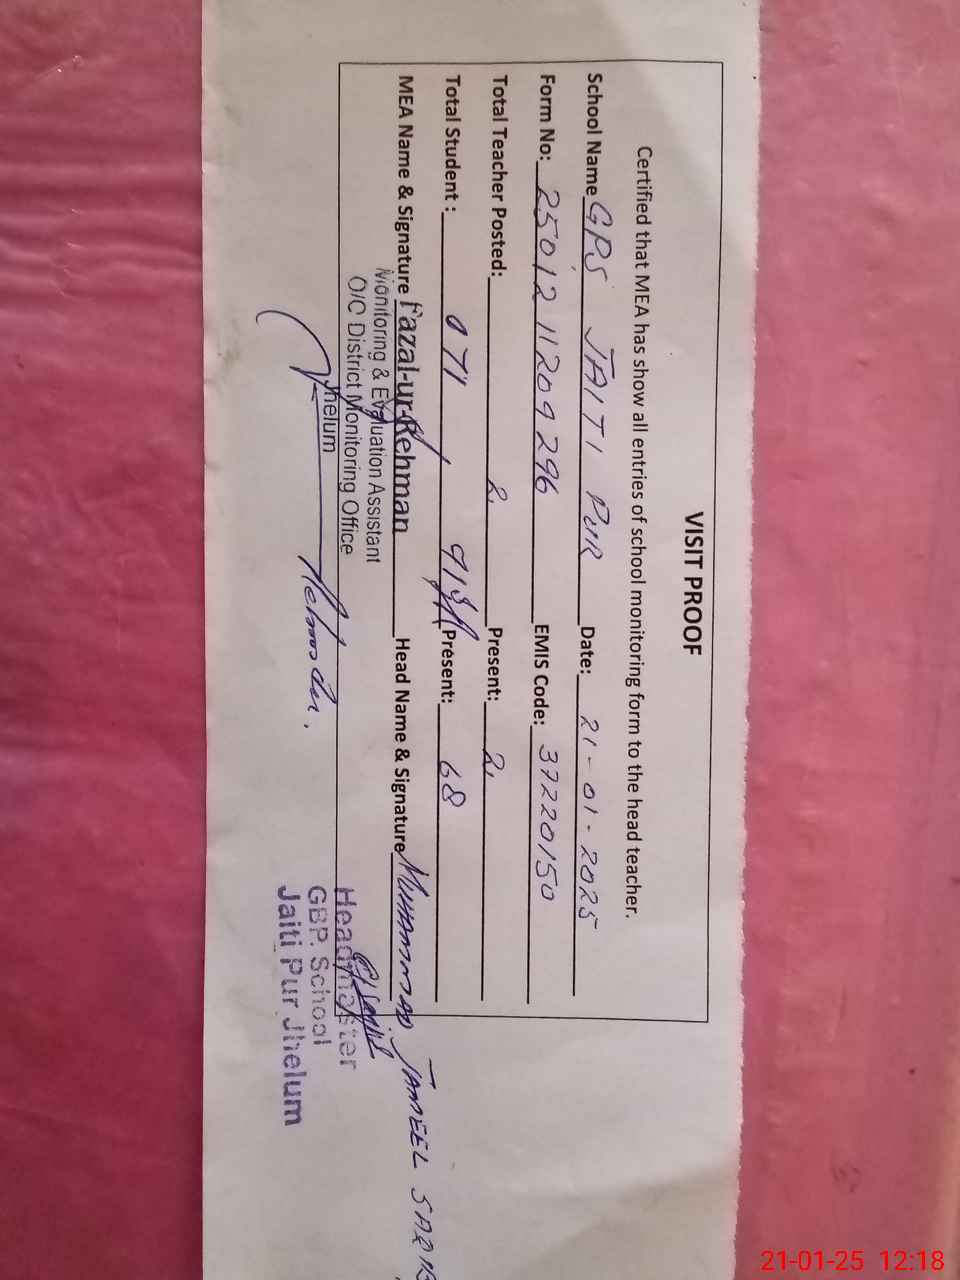 VISIT PROOF
Certified that MEA has show all entries of school monitoring form to the head teacher.
School Name GPS JAITI PUR Date: 21-01-2025
Form No: 25012 11209296 EMIS Code: 37220150
Total Teacher Posted: 2 Present: 2
Total Student: 071 Present: 68
MEA Name & Signature Fazal-ur-Rehman Head Name & Signature MUHAMMAD JAMEEL
Monitoring & Evaluation Assistant
O/C District Monitoring Office
Jhelum
Headmaster
GBP. School
Jaiti Pur Jhelum
21-01-25 12:18